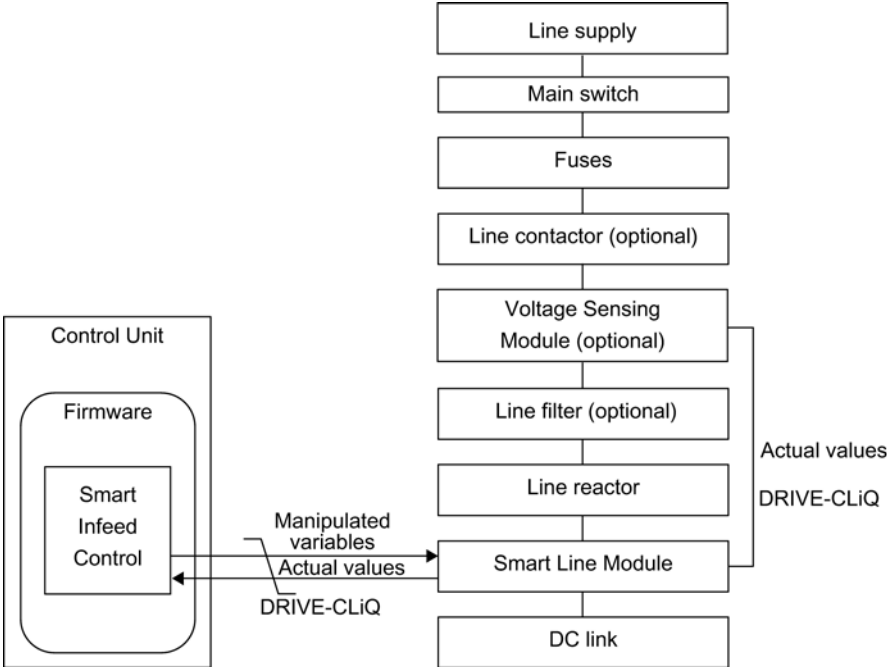 Line supply
Main switch
Fuses
Line contactor (optional)
Voltage Sensing
Module (optional)
Control Unit
Firmware
Line filter (optional)
Actual values
Line reactor
Smart
Infeed
Control
DRIVE-CLiQ
Manipulated
variables
Actual values
DRIVE-CLiQ
Smart Line Module
DC link